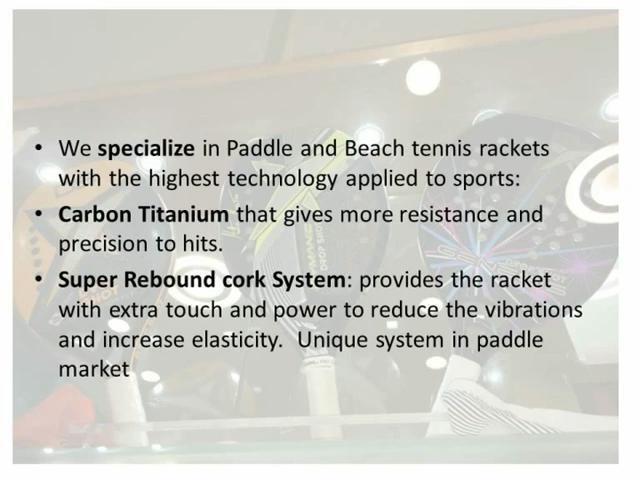 • We specialize in Paddle and Beach tennis rackets
with the highest technology applied to sports:
• Carbon Titanium that gives more resistance and
precision to hits.
• Super Rebound cork System: provides the racket
with extra touch and power to reduce the vibrations
and increase elasticity.  Unique system in paddle
market